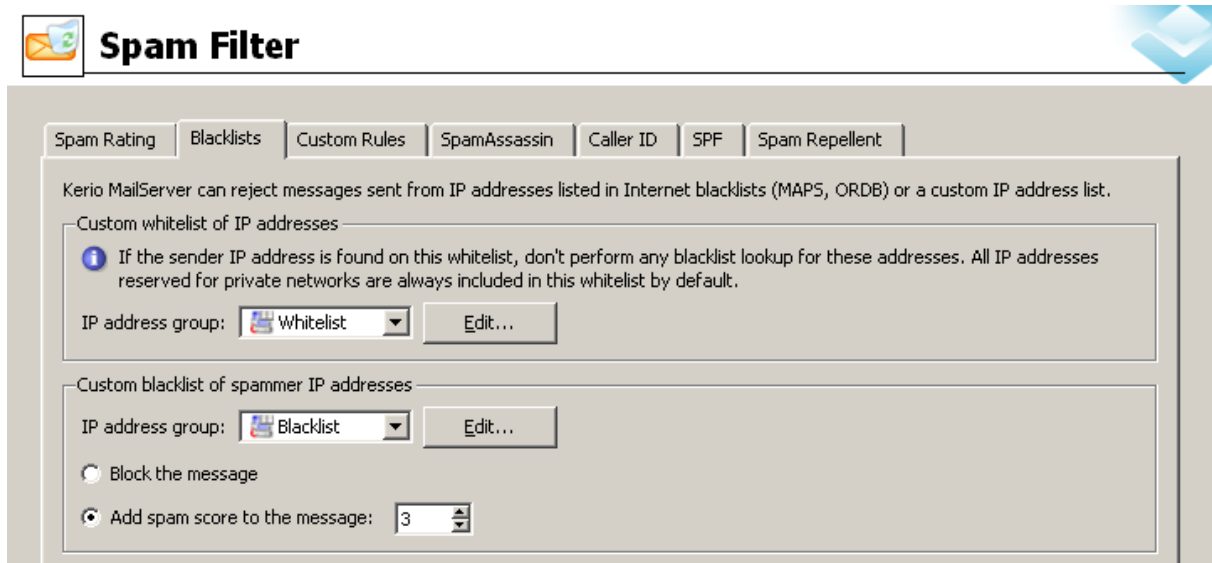 Spam Filter
Spam Rating Blacklists Custom Rules SpamAssassin Caller ID SPF Spam Repellent
Kerio MailServer can reject messages sent from IP addresses listed in Internet blacklists (MAPS, ORDB) or a custom IP address list.
Custom whitelist of IP addresses
If the sender IP address is found on this whitelist, don't perform any blacklist lookup for these addresses. All IP addresses
reserved for private networks are always included in this whitelist by default.
IP address group: Whitelist Edit...
Custom blacklist of spammer IP addresses
IP address group: Blacklist Edit...
Block the message
Add spam score to the message: 3